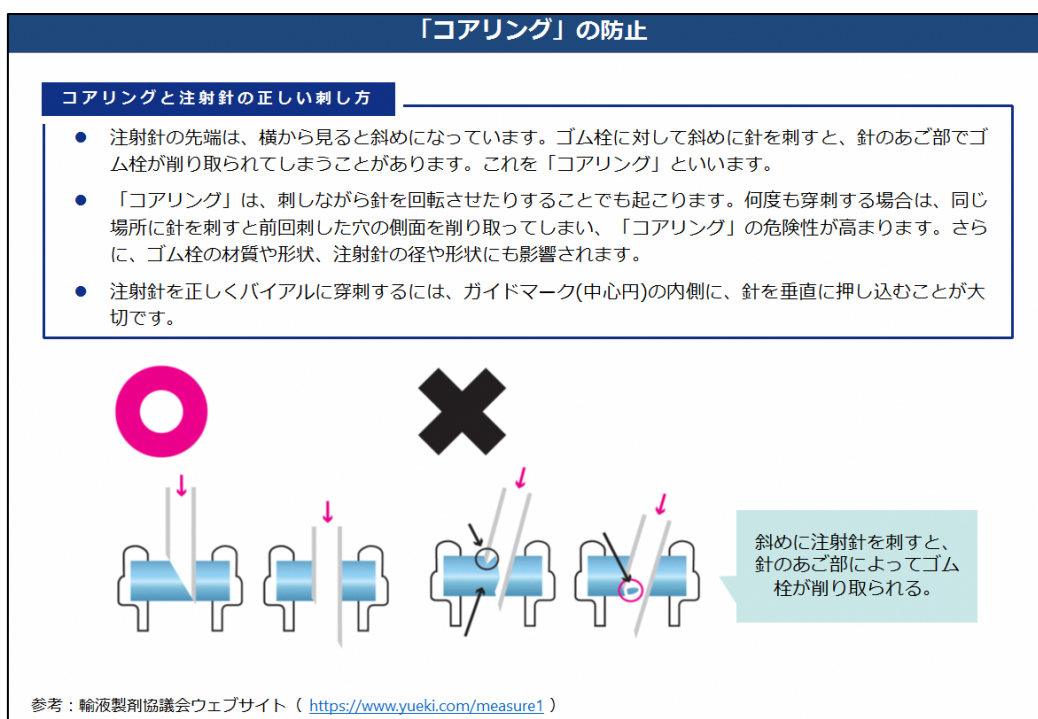 「コアリング」の防止
コアリングと注射針の正しい刺し方
● 注射針の先端は、横から見ると斜めになっています。ゴム栓に対して斜めに針を刺すと、針のあご部でゴ
ム栓が削り取られてしまうことがあります。これを「コアリング」といいます。
● 「コアリング」は、刺しながら針を回転させたりすることでも起こります。何度も穿刺する場合は、同じ
場所に針を刺すと前回刺した穴の側面を削り取ってしまい、「コアリング」の危険性が高まります。さら
に、ゴム栓の材質や形状、注射針の径や形状にも影響されます。
● 注射針を正しくバイアルに穿刺するには、ガイドマーク(中心円)の内側に、針を垂直に押し込むことが大
切です。
斜めに注射針を刺すと、
針のあご部によってゴム
栓が削り取られる。
参考：輸液製剤協議会ウェブサイト（ https://www.yueki.com/measure1 ）